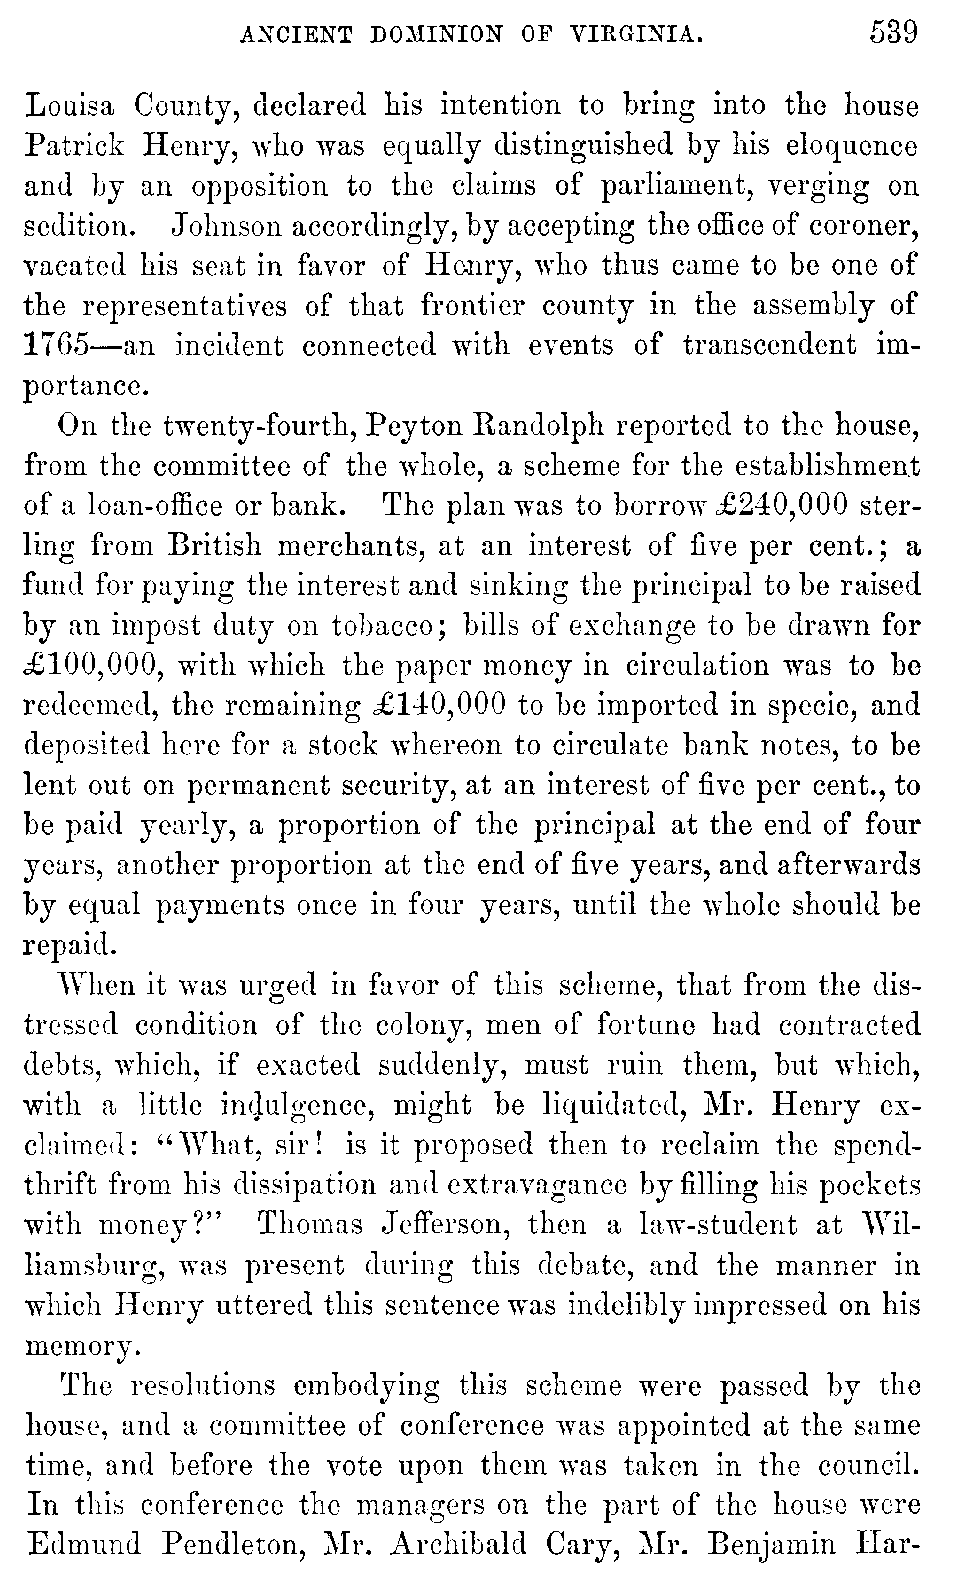 ANCIENT DOMINION OF VIRGINIA. 539
Louisa County, declared his intention to bring into the house
Patrick Henry, who was equally distinguished by his eloquence
and by an opposition to the claims of parliament, verging on
sedition. Johnson accordingly, by accepting the office of coroner,
vacated his seat in favor of Henry, who thus came to be one of
the representatives of that frontier county in the assembly of
1765—an incident connected with events of transcendent im-
portance.
On the twenty-fourth, Peyton Randolph reported to the house,
from the committee of the whole, a scheme for the establishment
of a loan-office or bank. The plan was to borrow £240,000 ster-
ling from British merchants, at an interest of five per cent.; a
fund for paying the interest and sinking the principal to be raised
by an impost duty on tobacco; bills of exchange to be drawn for
£100,000, with which the paper money in circulation was to be
redeemed, the remaining £140,000 to be imported in specie, and
deposited here for a stock whereon to circulate bank notes, to be
lent out on permanent security, at an interest of five per cent., to
be paid yearly, a proportion of the principal at the end of four
years, another proportion at the end of five years, and afterwards
by equal payments once in four years, until the whole should be
repaid.
When it was urged in favor of this scheme, that from the dis-
tressed condition of the colony, men of fortune had contracted
debts, which, if exacted suddenly, must ruin them, but which,
with a little indulgence, might be liquidated, Mr. Henry ex-
claimed: "What, sir! is it proposed then to reclaim the spend-
thrift from his dissipation and extravagance by filling his pockets
with money?" Thomas Jefferson, then a law-student at Wil-
liamsburg, was present during this debate, and the manner in
which Henry uttered this sentence was indelibly impressed on his
memory.
The resolutions embodying this scheme were passed by the
house, and a committee of conference was appointed at the same
time, and before the vote upon them was taken in the council.
In this conference the managers on the part of the house were
Edmund Pendleton, Mr. Archibald Cary, Mr. Benjamin Har-